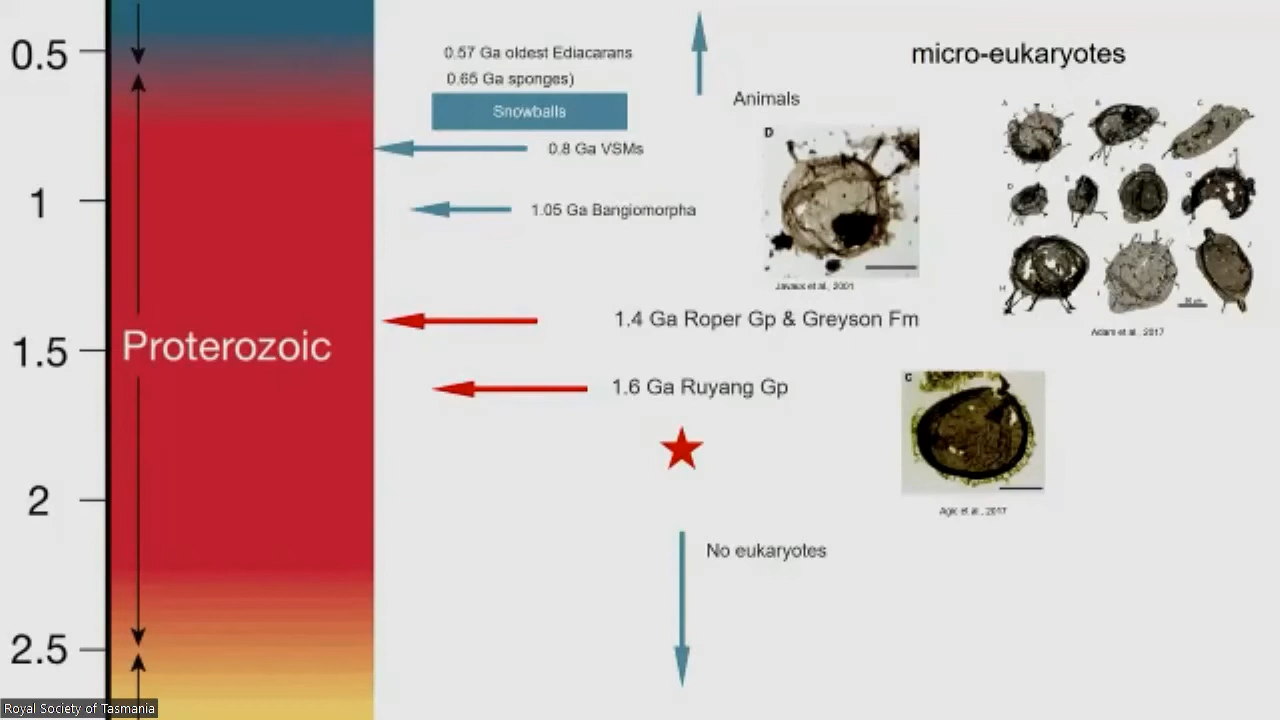 0.5
1
1.5
2
2.5
Proterozoic
0.57 Ga oldest Ediacarans
0.65 Ga sponges)
Snowballs
0.8 Ga VSMs
1.05 Ga Bangiomorpha
Animals
D
Javaux et al., 2001
micro-eukaryotes
A
B
C
D
E
F
G
H
I
J
Adam et al., 2017
1.4 Ga Roper Gp & Greyson Fm
1.6 Ga Ruyang Gp
C
Agic et al., 2017
No eukaryotes
Royal Society of Tasmania